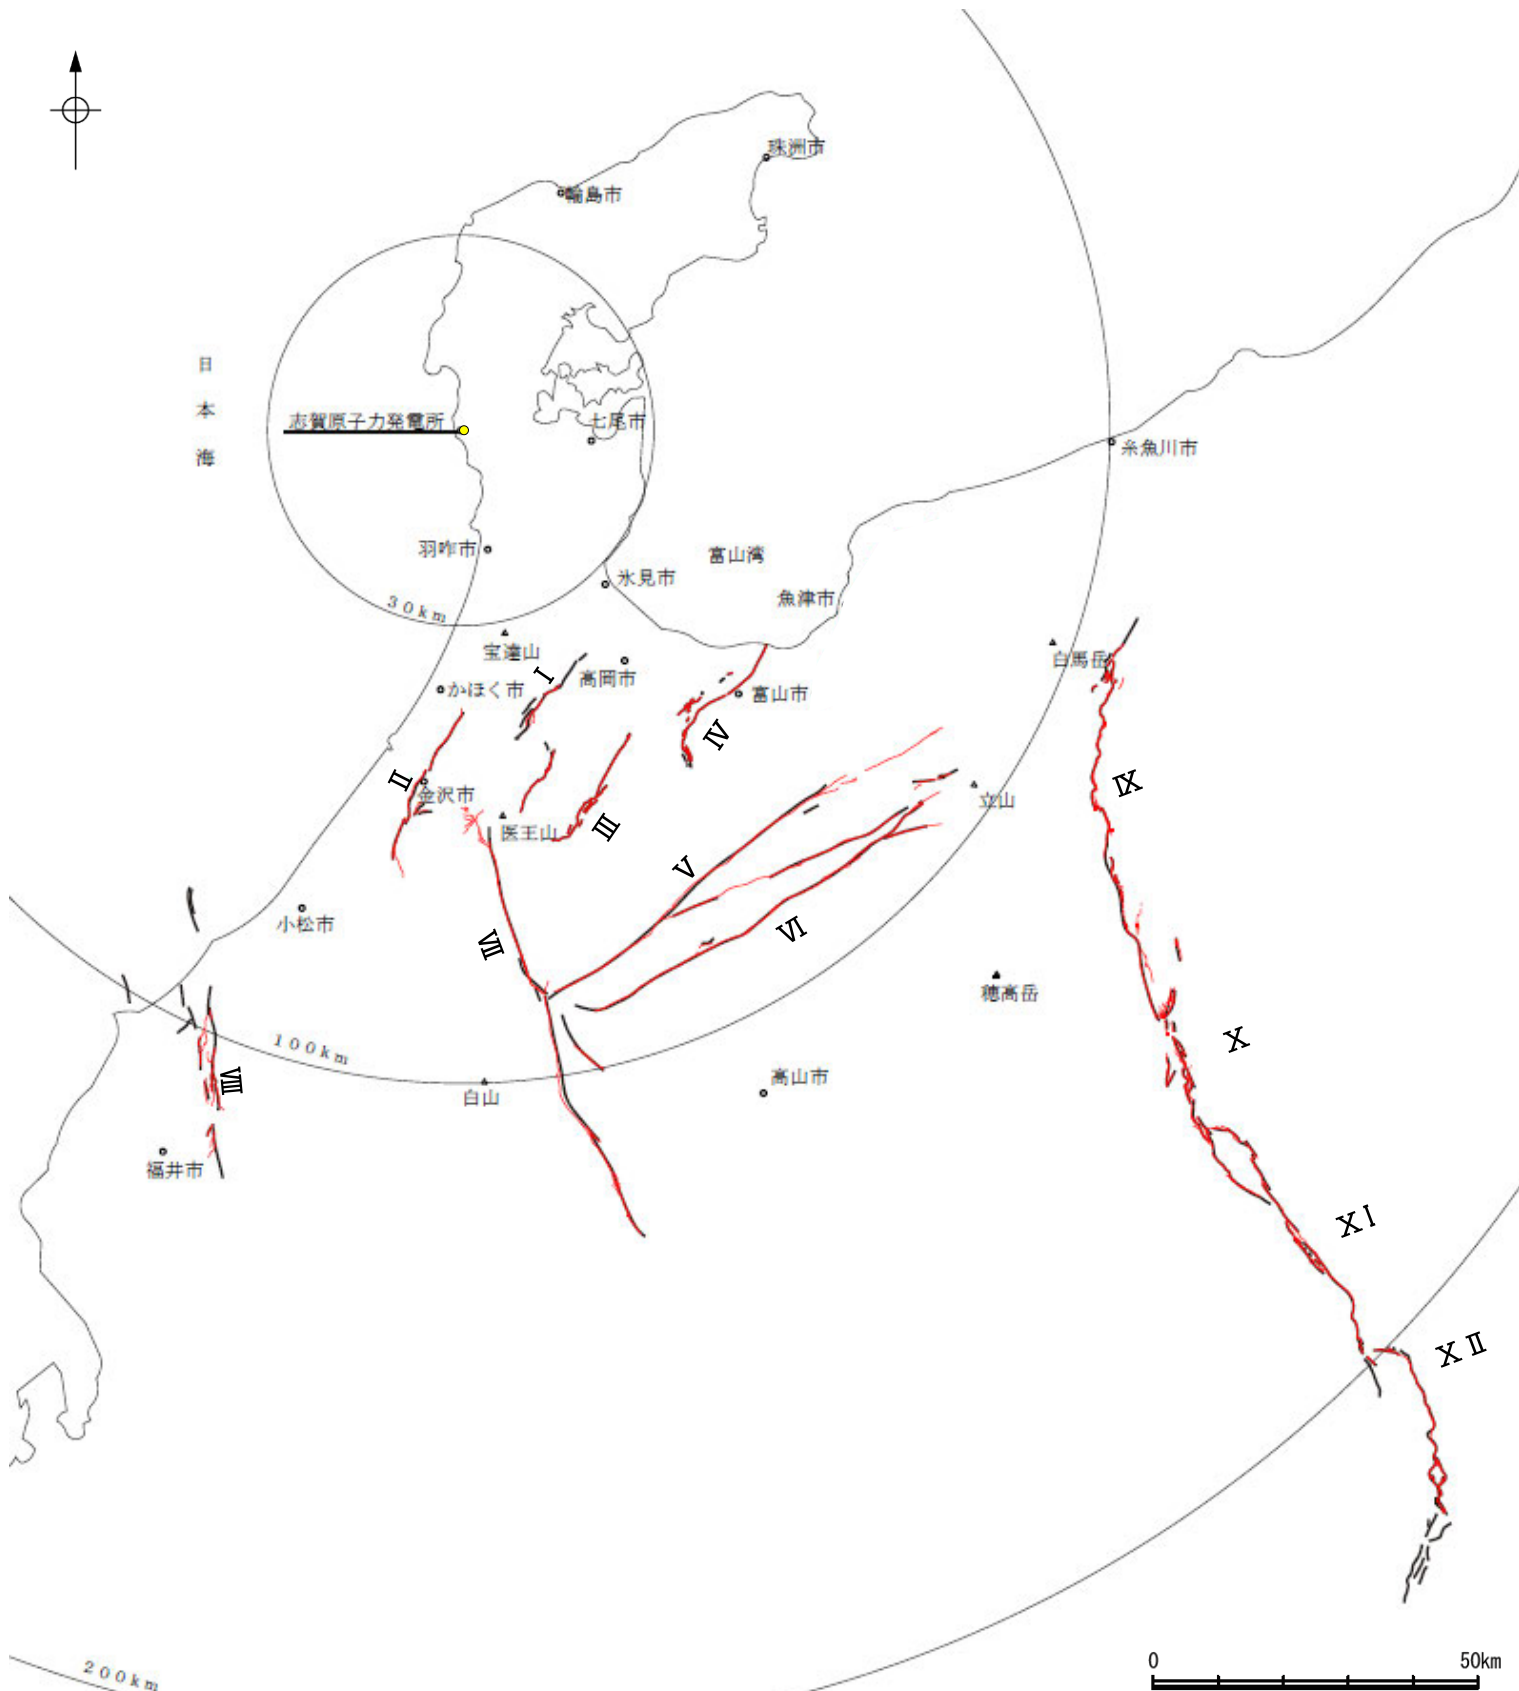 珠洲市
輪島市
日本海
志賀原子力発電所
七尾市
糸魚川市
羽咋市
富山湾
氷見市
魚津市
30km
宝達山
白馬岳
高岡市
かほく市
富山市
Ⅰ
Ⅳ
Ⅱ
金沢市
Ⅸ
立山
医王山
Ⅲ
Ⅴ
小松市
Ⅵ
Ⅶ
穂高岳
100km
Ⅹ
高山市
Ⅷ
白山
福井市
ⅩⅠ
ⅩⅡ
200km
0 50km